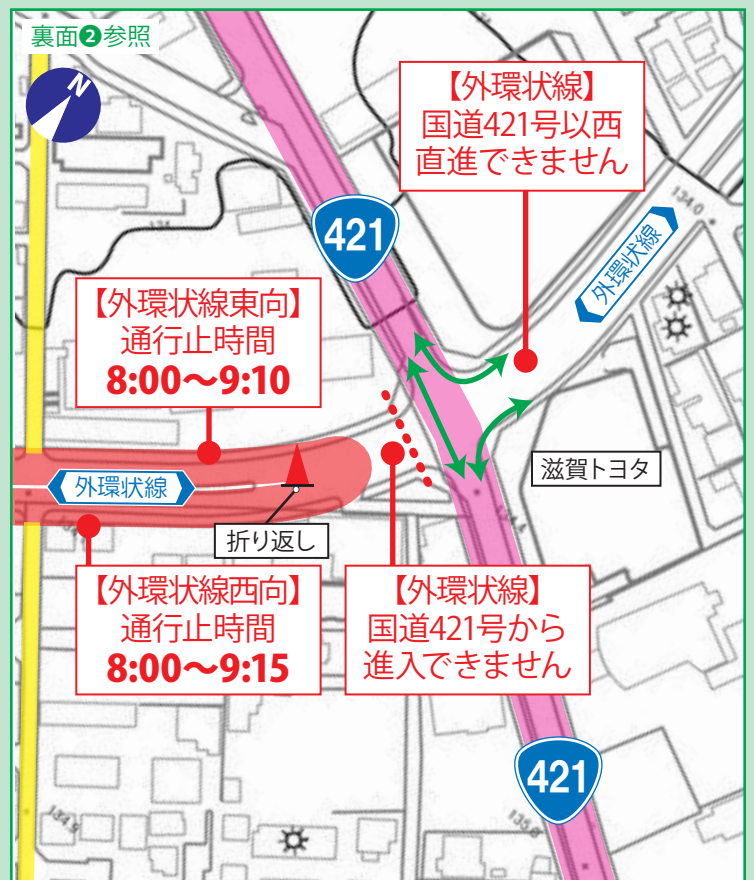 裏面❷参照
N
【外環状線】
国道421号以西
直進できません
134.0
421
外環状線
【外環状線東向】
通行止時間
8:00〜9:10
滋賀トヨタ
外環状線
折り返し
【外環状線西向】
通行止時間
8:00〜9:15
【外環状線】
国道421号から
進入できません
421
134.9